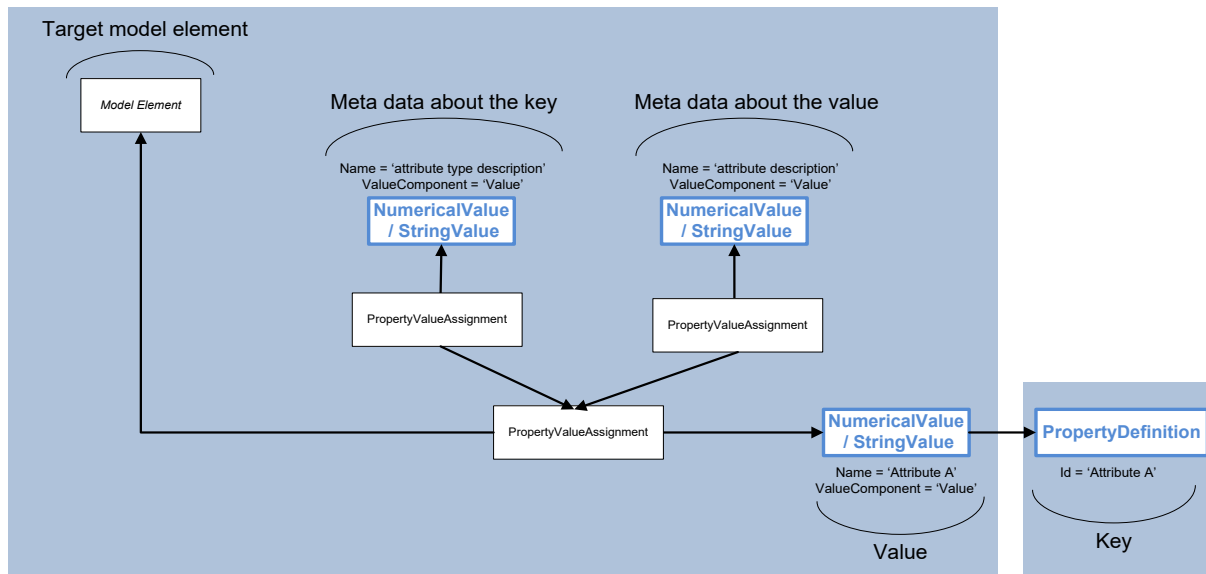 Target model element
Model Element
Meta data about the key
Name = ‘attribute type description’
ValueComponent = ‘Value’
NumericalValue
/ StringValue
PropertyValueAssignment
Meta data about the value
Name = ‘attribute description’
ValueComponent = ‘Value’
NumericalValue
/ StringValue
PropertyValueAssignment
PropertyValueAssignment
NumericalValue
/ StringValue
Name = ‘Attribute A’
ValueComponent = ‘Value’
Value
PropertyDefinition
Id = ‘Attribute A’
Key